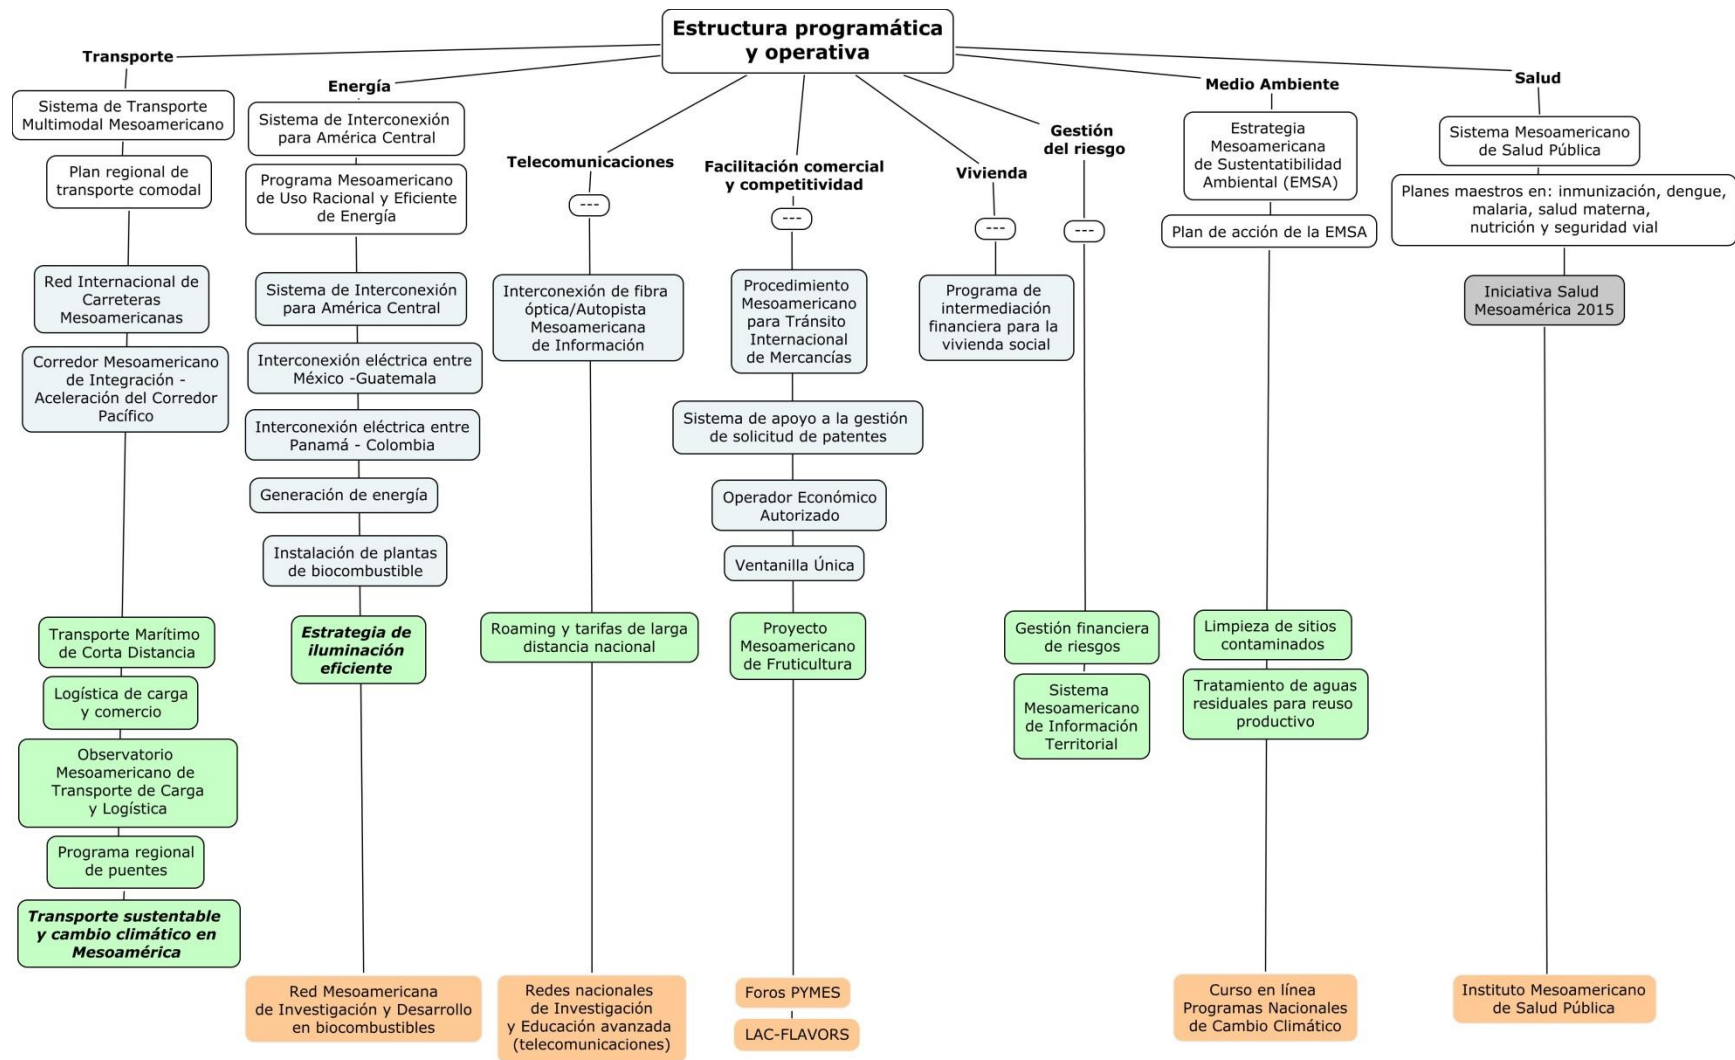 Estructura programática
y operativa
Transporte
Sistema de Transporte
Multimodal Mesoamericano
Plan regional de
transporte comodal
Red Internacional de
Carreteras
Mesoamericanas
Corredor Mesoamericano
de Integración -
Aceleración del Corredor
Pacífico
Transporte Marítimo
de Corta Distancia
Logística de carga
y comercio
Observatorio
Mesoamericano de
Transporte de Carga
y Logística
Programa regional
de puentes
Transporte sustentable
y cambio climático en
Mesoamérica
Energía
Sistema de Interconexión
para América Central
Programa Mesoamericano
de Uso Racional y Eficiente
de Energía
Sistema de Interconexión
para América Central
Interconexión eléctrica entre
México -Guatemala
Interconexión eléctrica entre
Panamá - Colombia
Generación de energía
Instalación de plantas
de biocombustible
Estrategia de
iluminación
eficiente
Red Mesoamericana
de Investigación y Desarrollo
en biocombustibles
Telecomunicaciones
---
Interconexión de fibra
óptica/Autopista
Mesoamericana
de Información
Roaming y tarifas de larga
distancia nacional
Redes nacionales
de Investigación
y Educación avanzada
(telecomunicaciones)
Facilitación comercial
y competitividad
---
Procedimiento
Mesoamericano
para Tránsito
Internacional
de Mercancías
Sistema de apoyo a la gestión
de solicitud de patentes
Operador Económico
Autorizado
Ventanilla Única
Proyecto
Mesoamericano
de Fruticultura
Foros PYMES
LAC-FLAVORS
Vivienda
---
Programa de
intermediación
financiera para la
vivienda social
Gestión
del riesgo
---
Gestión financiera
de riesgos
Sistema
Mesoamericano
de Información
Territorial
Medio Ambiente
Estrategia
Mesoamericana
de Sustentatibilidad
Ambiental (EMSA)
Plan de acción de la EMSA
Limpieza de sitios
contaminados
Tratamiento de aguas
residuales para reuso
productivo
Curso en línea
Programas Nacionales
de Cambio Climático
Salud
Sistema Mesoamericano
de Salud Pública
Planes maestros en: inmunización, dengue,
malaria, salud materna,
nutrición y seguridad vial
Iniciativa Salud
Mesoamérica 2015
Instituto Mesoamericano
de Salud Pública